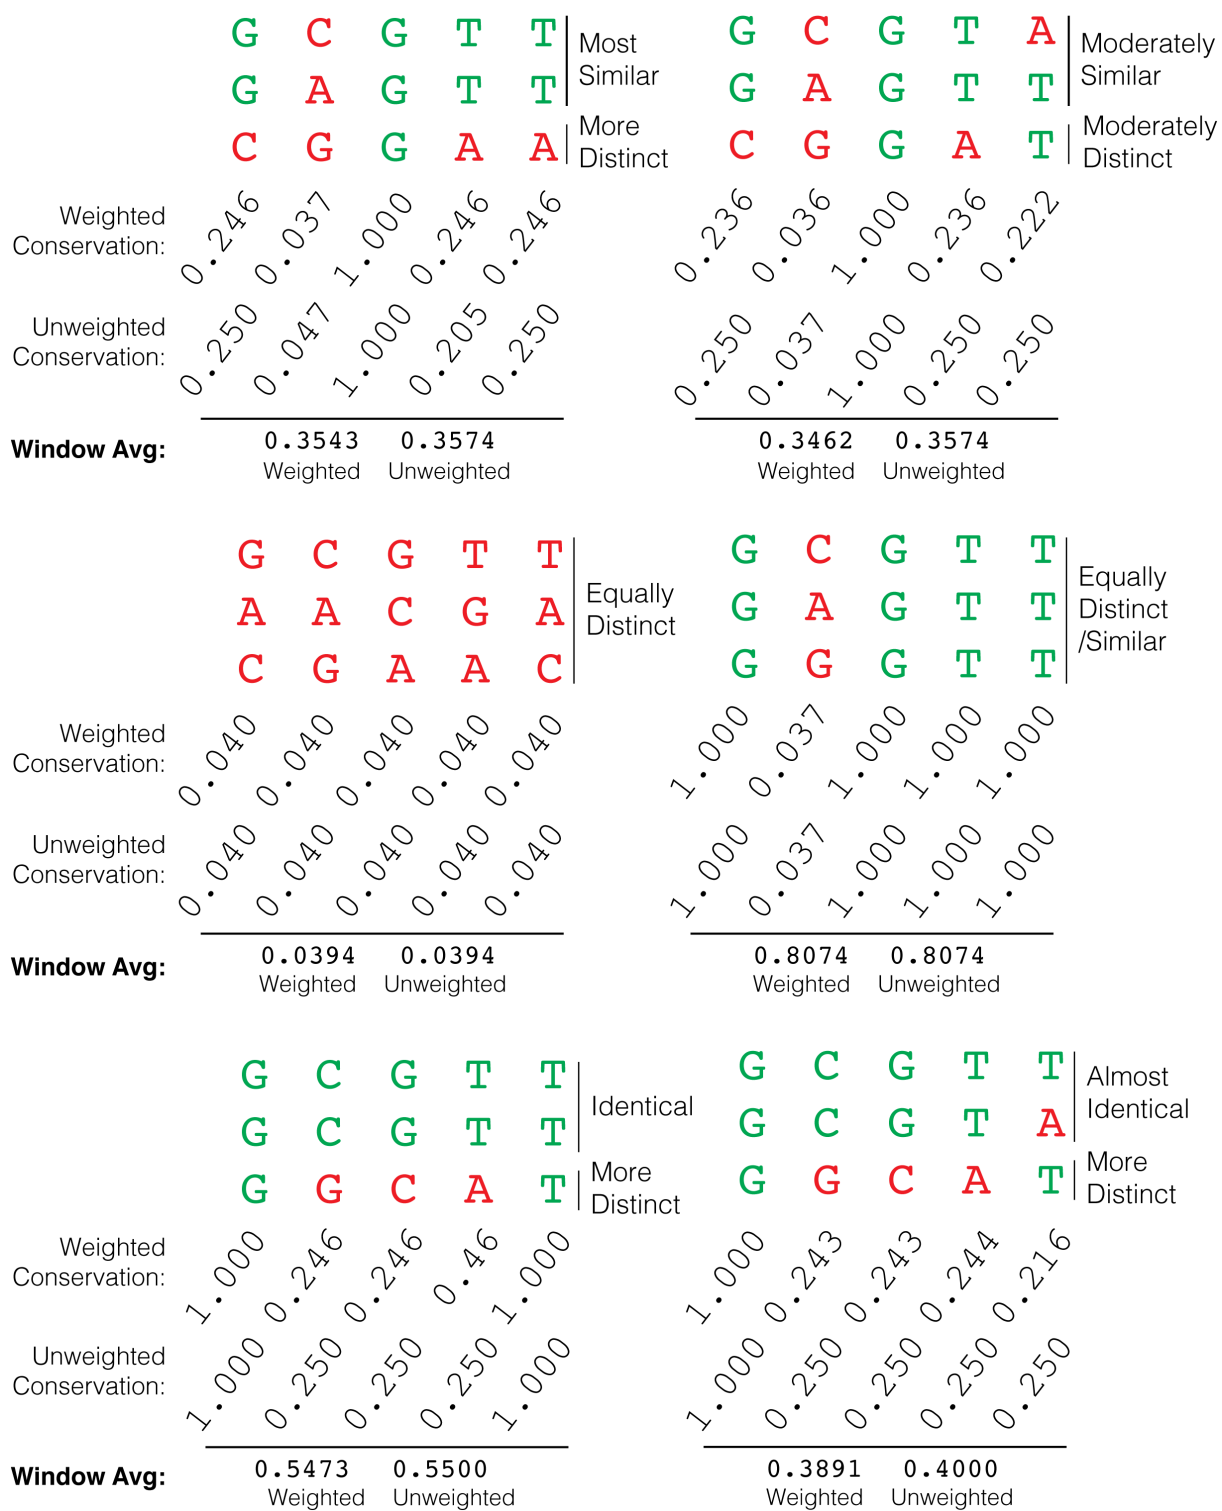 G C G T T
Most
Similar
G A G T T
C G G A A
More
Distinct
Weighted
Conservation:
0.246 0.037 1.000 0.246 0.246
Unweighted
Conservation:
0.250 0.047 1.000 0.205 0.250
Window Avg:
0.3543 0.3574
Weighted Unweighted
G C G T A
Moderately
Similar
G A G T T
C G G A T
Moderately
Distinct
0.236 0.036 1.000 0.236 0.222
0.250 0.037 1.000 0.250 0.250
0.3462 0.3574
Weighted Unweighted
G C G T T
A A C G A
Equally
Distinct
C G A A C
Weighted
Conservation:
0.040 0.040 0.040 0.040 0.040
Unweighted
Conservation:
0.040 0.040 0.040 0.040 0.040
Window Avg:
0.0394 0.0394
Weighted Unweighted
G C G T T
G A G T T
G G G T T
Equally
Distinct
/Similar
1.000 0.037 1.000 1.000 1.000
1.000 0.037 1.000 1.000 1.000
0.8074 0.8074
Weighted Unweighted
G C G T T
G C G T T
Identical
G G C A T
More
Distinct
Weighted
Conservation:
1.000 0.246 0.246 0.46 1.000
Unweighted
Conservation:
1.000 0.250 0.250 0.250 1.000
Window Avg:
0.5473 0.5500
Weighted Unweighted
G C G T T
G C G T A
Almost
Identical
G G C A T
More
Distinct
1.000 0.243 0.243 0.244 0.216
1.000 0.250 0.250 0.250 0.250
0.3891 0.4000
Weighted Unweighted